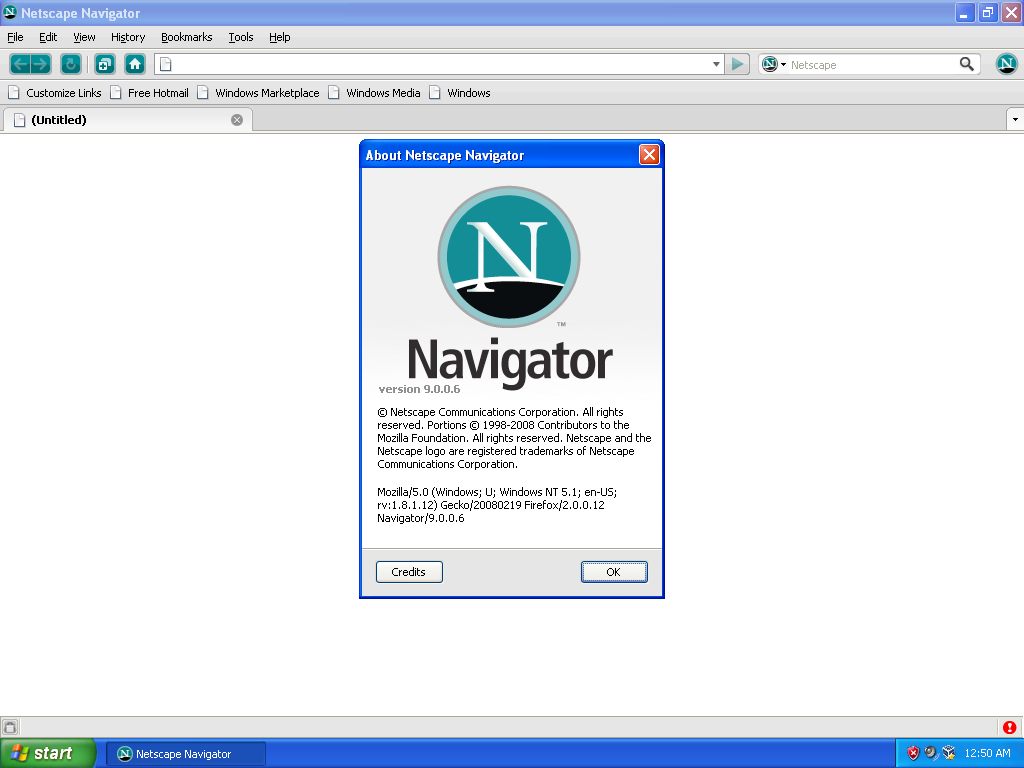 Netscape Navigator
File Edit View History Bookmarks Tools Help
N Netscape N
Customize Links Free Hotmail Windows Marketplace Windows Media Windows
(Untitled)
About Netscape Navigator
N
TM
Navigator
version 9.0.0.6
© Netscape Communications Corporation. All rights
reserved. Portions © 1998-2008 Contributors to the
Mozilla Foundation. All rights reserved. Netscape and the
Netscape logo are registered trademarks of Netscape
Communications Corporation.
Mozilla/5.0 (Windows; U; Windows NT 5.1; en-US;
rv:1.8.1.12) Gecko/20080219 Firefox/2.0.0.12
Navigator/9.0.0.6
Credits OK
start Netscape Navigator 12:50 AM